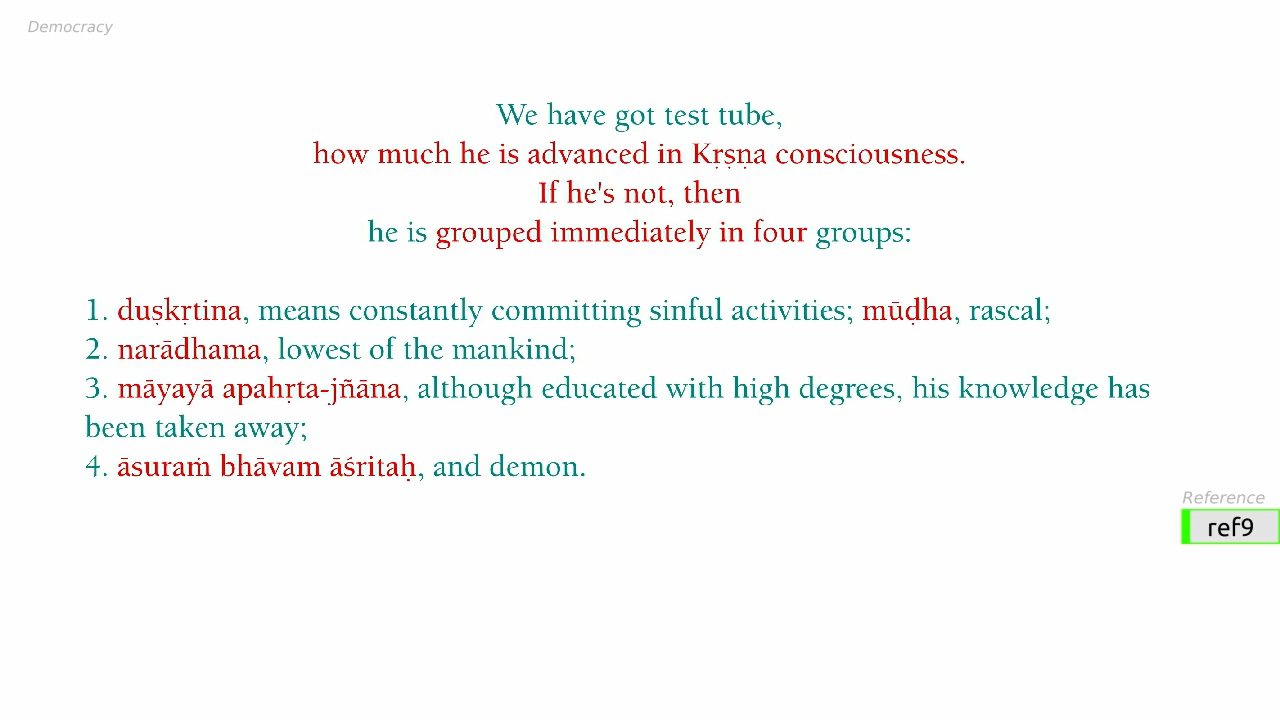 Democracy
We have got test tube,
how much he is advanced in Kṛṣṇa consciousness.
If he's not, then
he is grouped immediately in four groups:
1. duṣkṛtina, means constantly committing sinful activities; mūḍha, rascal;
2. narādhama, lowest of the mankind;
3. māyayā apahṛta-jñāna, although educated with high degrees, his knowledge has
been taken away;
4. āsuraṁ bhāvam āśritaḥ, and demon.
Reference
ref9